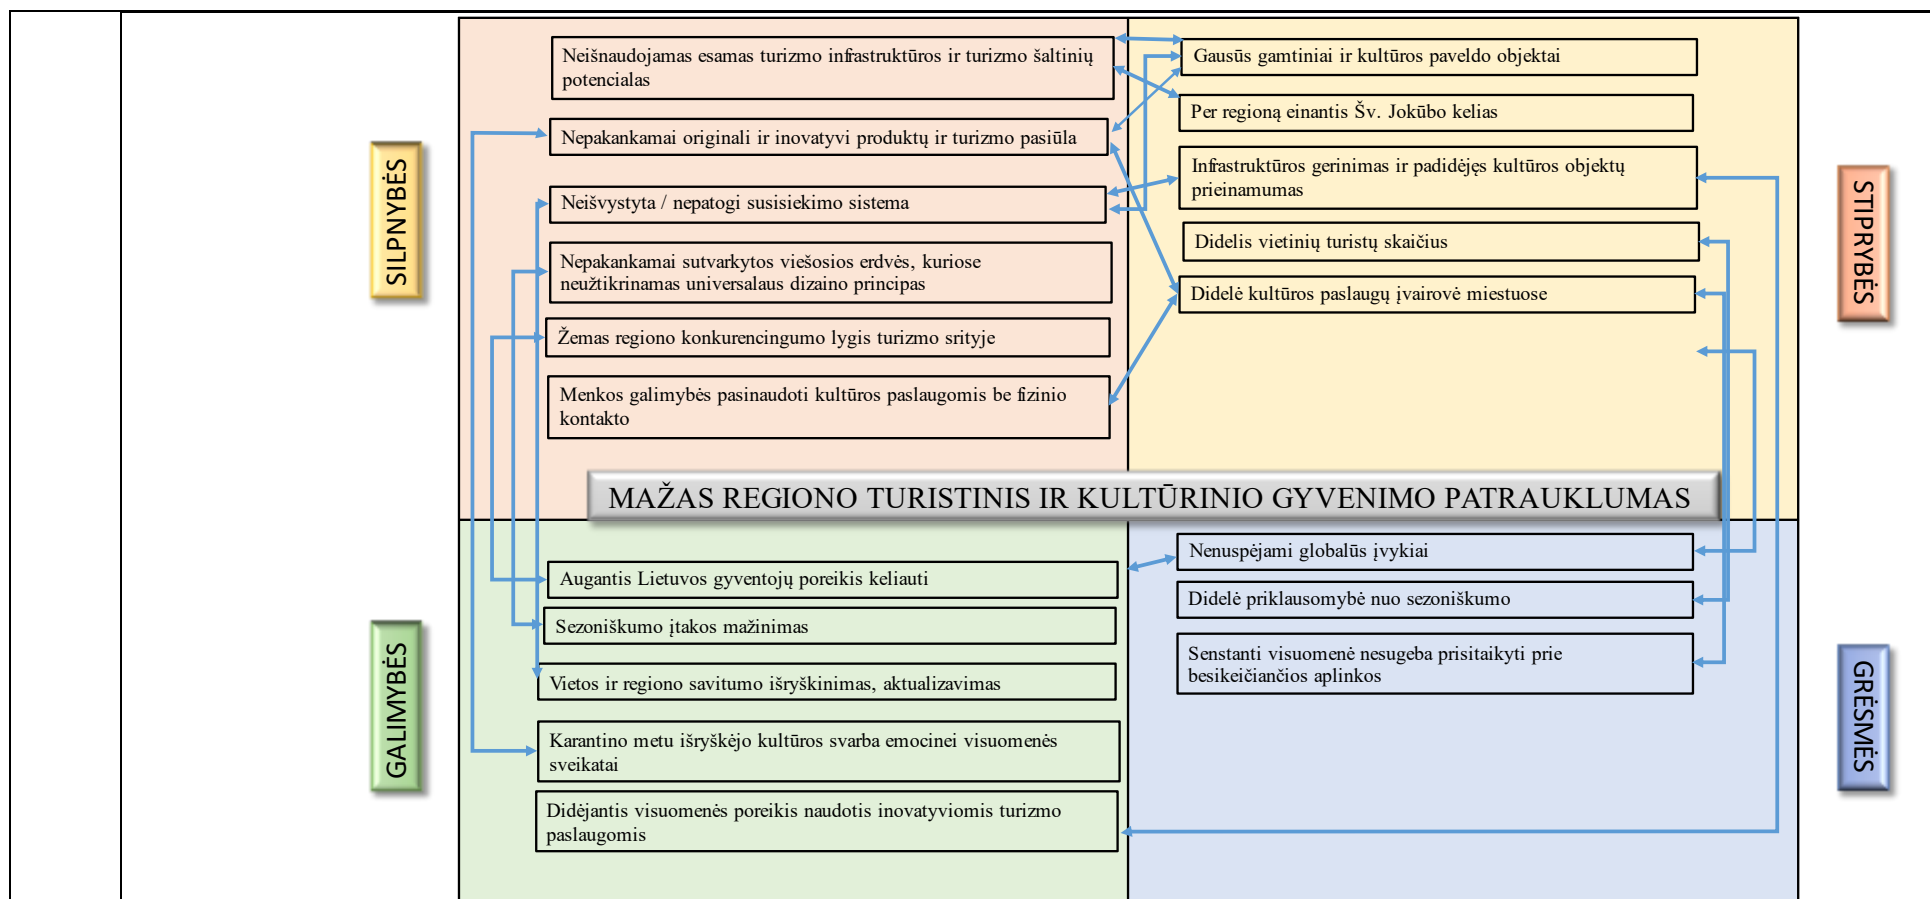 SILPNYBĖS
Neišnaudojamas esamas turizmo infrastruktūros ir turizmo šaltinių
potencialas
Nepakankamai originali ir inovatyvi produktų ir turizmo pasiūla
Neišvystyta / nepatogi susisiekimo sistema
Nepakankamai sutvarkytos viešosios erdvės, kuriose
neužtikrinamas universalaus dizaino principas
Žemas regiono konkurencingumo lygis turizmo srityje
Menkos galimybės pasinaudoti kultūros paslaugomis be fizinio
kontakto
Gausūs gamtiniai ir kultūros paveldo objektai
Per regioną einantis Šv. Jokūbo kelias
Infrastruktūros gerinimas ir padidėjęs kultūros objektų
prieinamumas
Didelis vietinių turistų skaičius
Didelė kultūros paslaugų įvairovė miestuose
STIPRYBĖS
MAŽAS REGIONO TURISTINIS IR KULTŪRINIO GYVENIMO PATRAUKLUMAS
GALIMYBĖS
Augantis Lietuvos gyventojų poreikis keliauti
Sezoniškumo įtakos mažinimas
Vietos ir regiono savitumo išryškinimas, aktualizavimas
Karantino metu išryškėjo kultūros svarba emocinei visuomenės
sveikatai
Didėjantis visuomenės poreikis naudotis inovatyviomis turizmo
paslaugomis
Nenuspėjami globalūs įvykiai
Didelė priklausomybė nuo sezoniškumo
Senstanti visuomenė nesugeba prisitaikyti prie
besikeičiančios aplinkos
GRĖSMĖS